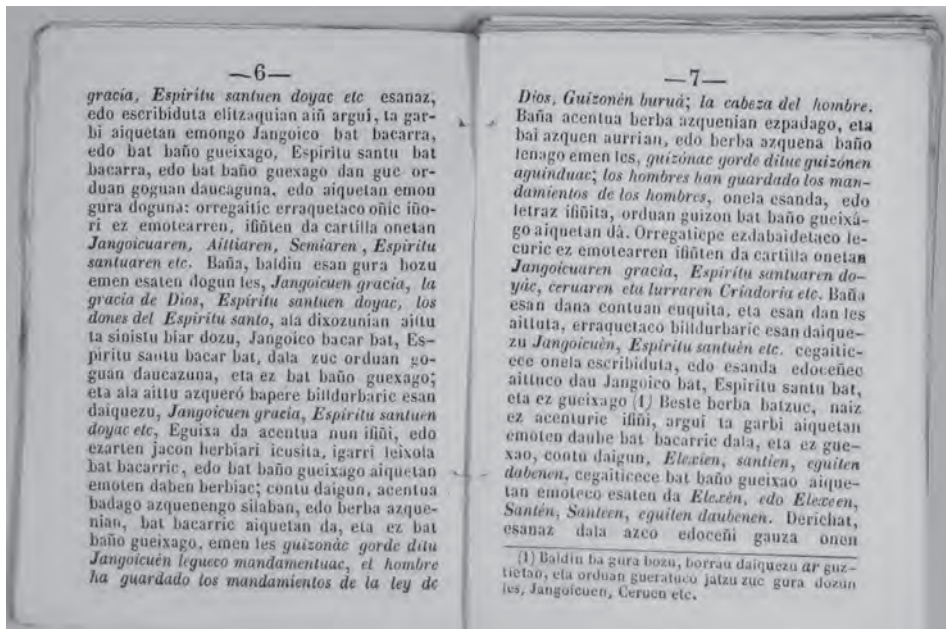 —6—
gracia, Espiritu santuen doyac etc esanaz,
edo escribiduta elitzaquian aiñ argui, ta gar-
bi aiquetan emongo Jangoico bat bacarra,
edo bat baño gueixago, Espiritu santu bat
bacarra, edo bat baño guexago dan guc or-
duan goguan daucaguna, edo aiquetan emon
gura doguna: orregaitic erraquetaco oñic iño-
ri ez emotearren, ifiñten da cartilla onetan
Jangoicuaren, Aittiaren, Semiaren, Espiritu
santuaren etc. Baña, baldin esan gura bozu
emen esaten dogun les, Jangoicuen gracia, la
gracia de Dios, Espiritu santuen doyac, los
dones del Espiritu santo, ala dixozunian aittu
ta sinistu biar dozu, Jangoico bacar bat, Es-
piritu santu bacar bat, dala zuc orduan go-
guan daucazuna, eta ez bat baño guexago;
eta ala aittu azqueró bapere billdurbaric esan
daiquezu, Jangoicuen gracia, Espiritu santuen
doyac etc, Eguixa da acentua nun ifiñi, edo
ezarten jacon herbiari icusita, igarri leixola
bat bacarric, edo bat baño gueixago aiquetan
emoten daben berbiac; contu daigun, acentua
badago azquenengo silaban, edo berba azque-
nian, bat bacarric aiquetan da, eta ez bat
baño gueixago, emen les guizonác gorde ditu
Jangoicuén legueco mandamentuac, el hombre
ha guardado los mandamientos de la ley de
—7—
Dios, Guizonén buruá; la cabeza del hombre.
Baña acentua berba azquenian ezpadago, eta
bai azquen aurrian, edo berba azquena baño
lenago emen les, guizónac gorde dituc guizónen
aguinduac; los hombres han guardado los man-
damientos de los hombres, onela esanda, edo
letraz ifiñita, orduan guizon bat baño gueixá-
go aiquetan dá. Orregatiepe ezdabaidetaco le-
curic ez emotearren ifiñten da cartilla onetan
Jangoicuaren gracia, Espiritu santuaren do-
yác, ceruaren eta lurraren Criadoria etc. Baña
esan dana contuan euquita, eta esan dan les
aittuta, erraquetaco billdurbaric esan daique-
zu Jangoicuèn, Espiritu santuèn etc. cegaitic-
ece onela escribiduta, edo esanda edoceñec
aittuco dau Jangoico bat, Espiritu santu bat,
eta ez gueixago (1) Beste berba batzuc, naiz
ez acenturic ifiñi, argui ta garbi aiquetan
emoten daube bat bacarric dala, eta ez gue-
xao, contu daigun, Elexien, santien, eguiten
dabenen, cegaiticece bat baño gueixao aique-
tan emoteco esaten da Elexèn, edo Elexeen,
Santén, Santeen, eguiten daubenen. Derichat,
esanaz dala azco edoceñi gauza onen
(1) Baldin ba gura bozu, borrau daiquezu ar guz-
tietan, eta orduan gueratuco jatzu zuc gura dozun
les, Jangoicuen, Ceruen etc.